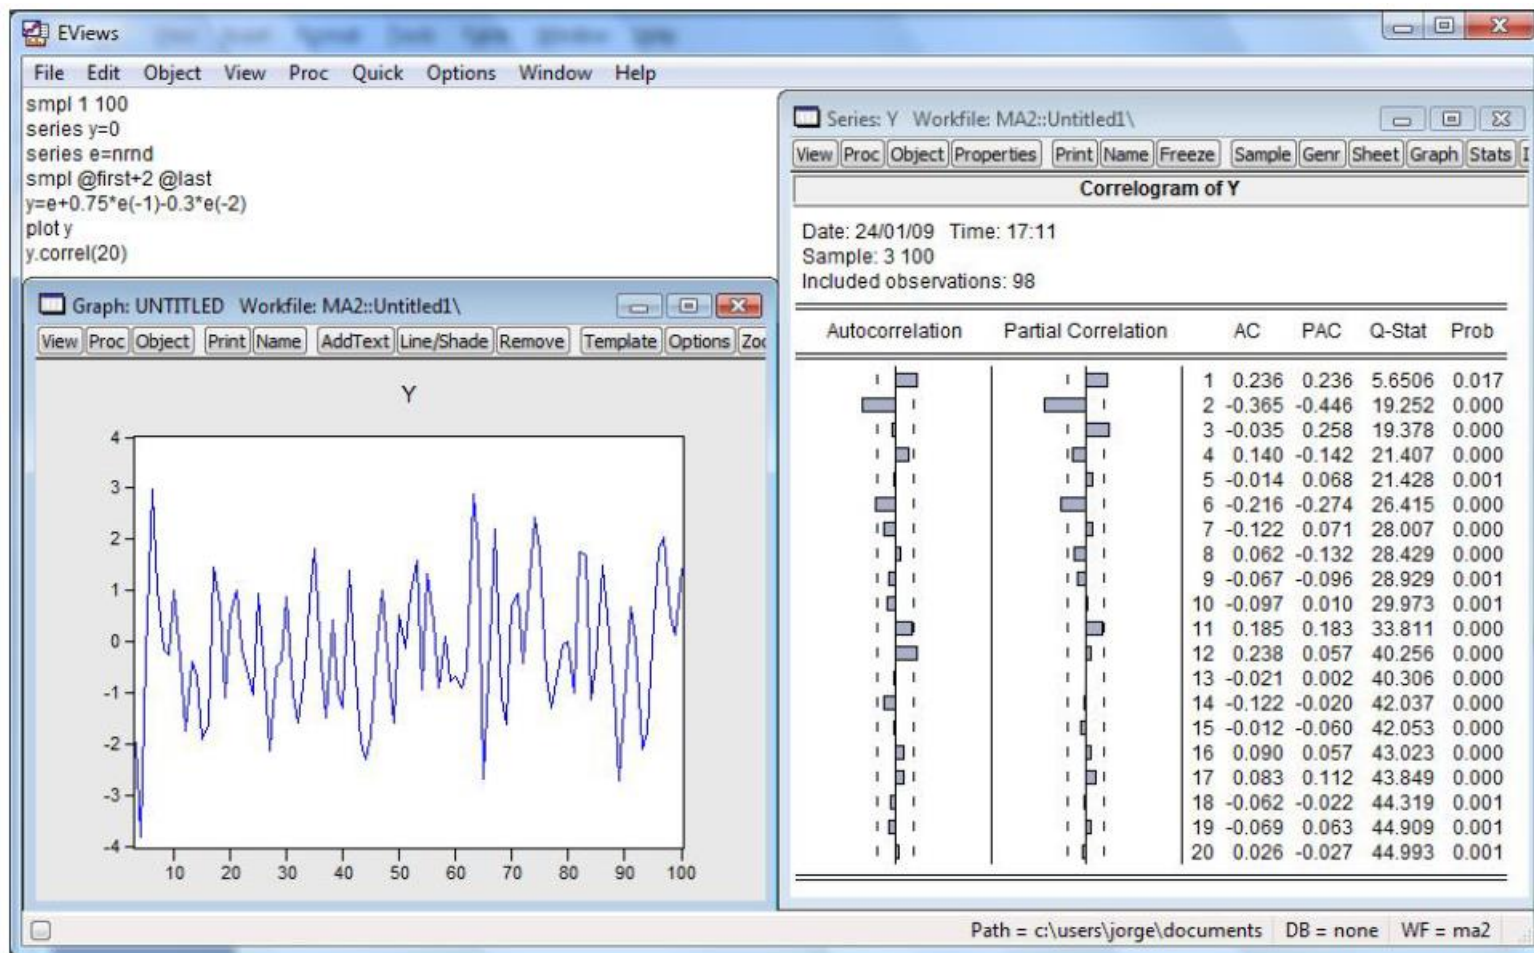 EViews
File Edit Object View Proc Quick Options Window Help
smpl 1 100
series y=0
series e=nrnd
smpl @first+2 @last
y=e+0.75*e(-1)-0.3*e(-2)
plot y
y.correl(20)
Graph: UNTITLED Workfile: MA2::Untitled1\
View Proc Object Print Name AddText Line/Shade Remove Template Options
Y
4
3
2
1
0
-1
-2
-3
-4
10 20 30 40 50 60 70 80 90 100
Series: Y Workfile: MA2::Untitled1\
View Proc Object Properties Print Name Freeze Sample Genr Sheet Graph Stats
Correlogram of Y
Date: 24/01/09 Time: 17:11
Sample: 3 100
Included observations: 98
Autocorrelation Partial Correlation AC PAC Q-Stat Prob
1 0.236 0.236 5.6506 0.017
2 -0.365 -0.446 19.252 0.000
3 -0.035 0.258 19.378 0.000
4 0.140 -0.142 21.407 0.000
5 -0.014 0.068 21.428 0.001
6 -0.216 -0.274 26.415 0.000
7 -0.122 0.071 28.007 0.000
8 0.062 -0.132 28.429 0.000
9 -0.067 -0.096 28.929 0.001
10 -0.097 0.010 29.973 0.001
11 0.185 0.183 33.811 0.000
12 0.238 0.057 40.256 0.000
13 -0.021 0.002 40.306 0.000
14 -0.122 -0.020 42.037 0.000
15 -0.012 -0.060 42.053 0.000
16 0.090 0.057 43.023 0.000
17 0.083 0.112 43.849 0.000
18 -0.062 -0.022 44.319 0.001
19 -0.069 0.063 44.909 0.001
20 0.026 -0.027 44.993 0.001
Path = c:\users\jorge\documents DB = none WF = ma2